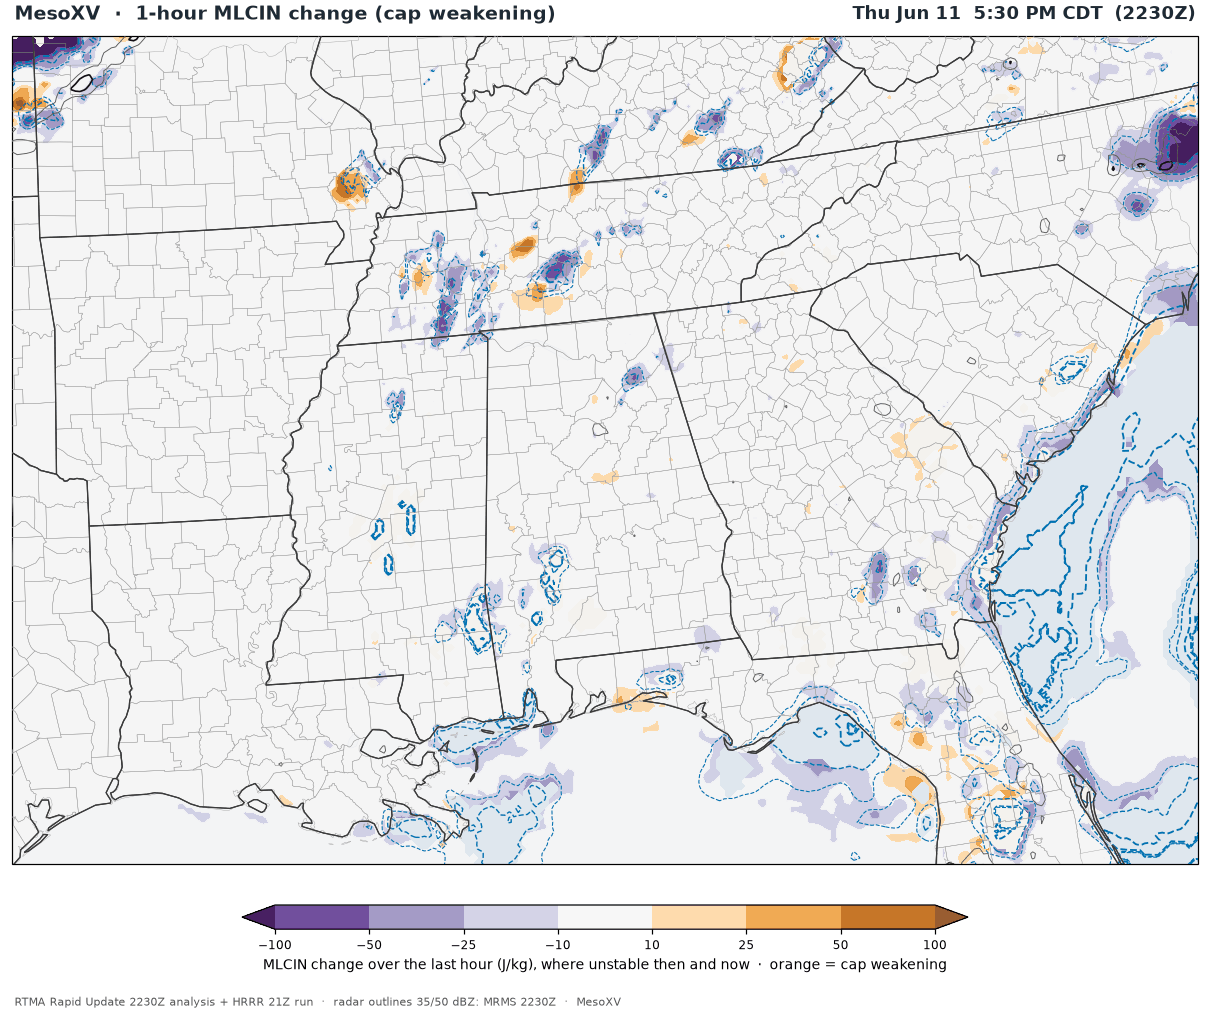 MesoXV · 1-hour MLCIN change (cap weakening)
Thu Jun 11 5:30 PM CDT (2230Z)
−100 −50 −25 −10 10 25 50 100
MLCIN change over the last hour (J/kg), where unstable then and now · orange = cap weakening
RTMA Rapid Update 2230Z analysis + HRRR 21Z run · radar outlines 35/50 dBZ: MRMS 2230Z · MesoXV